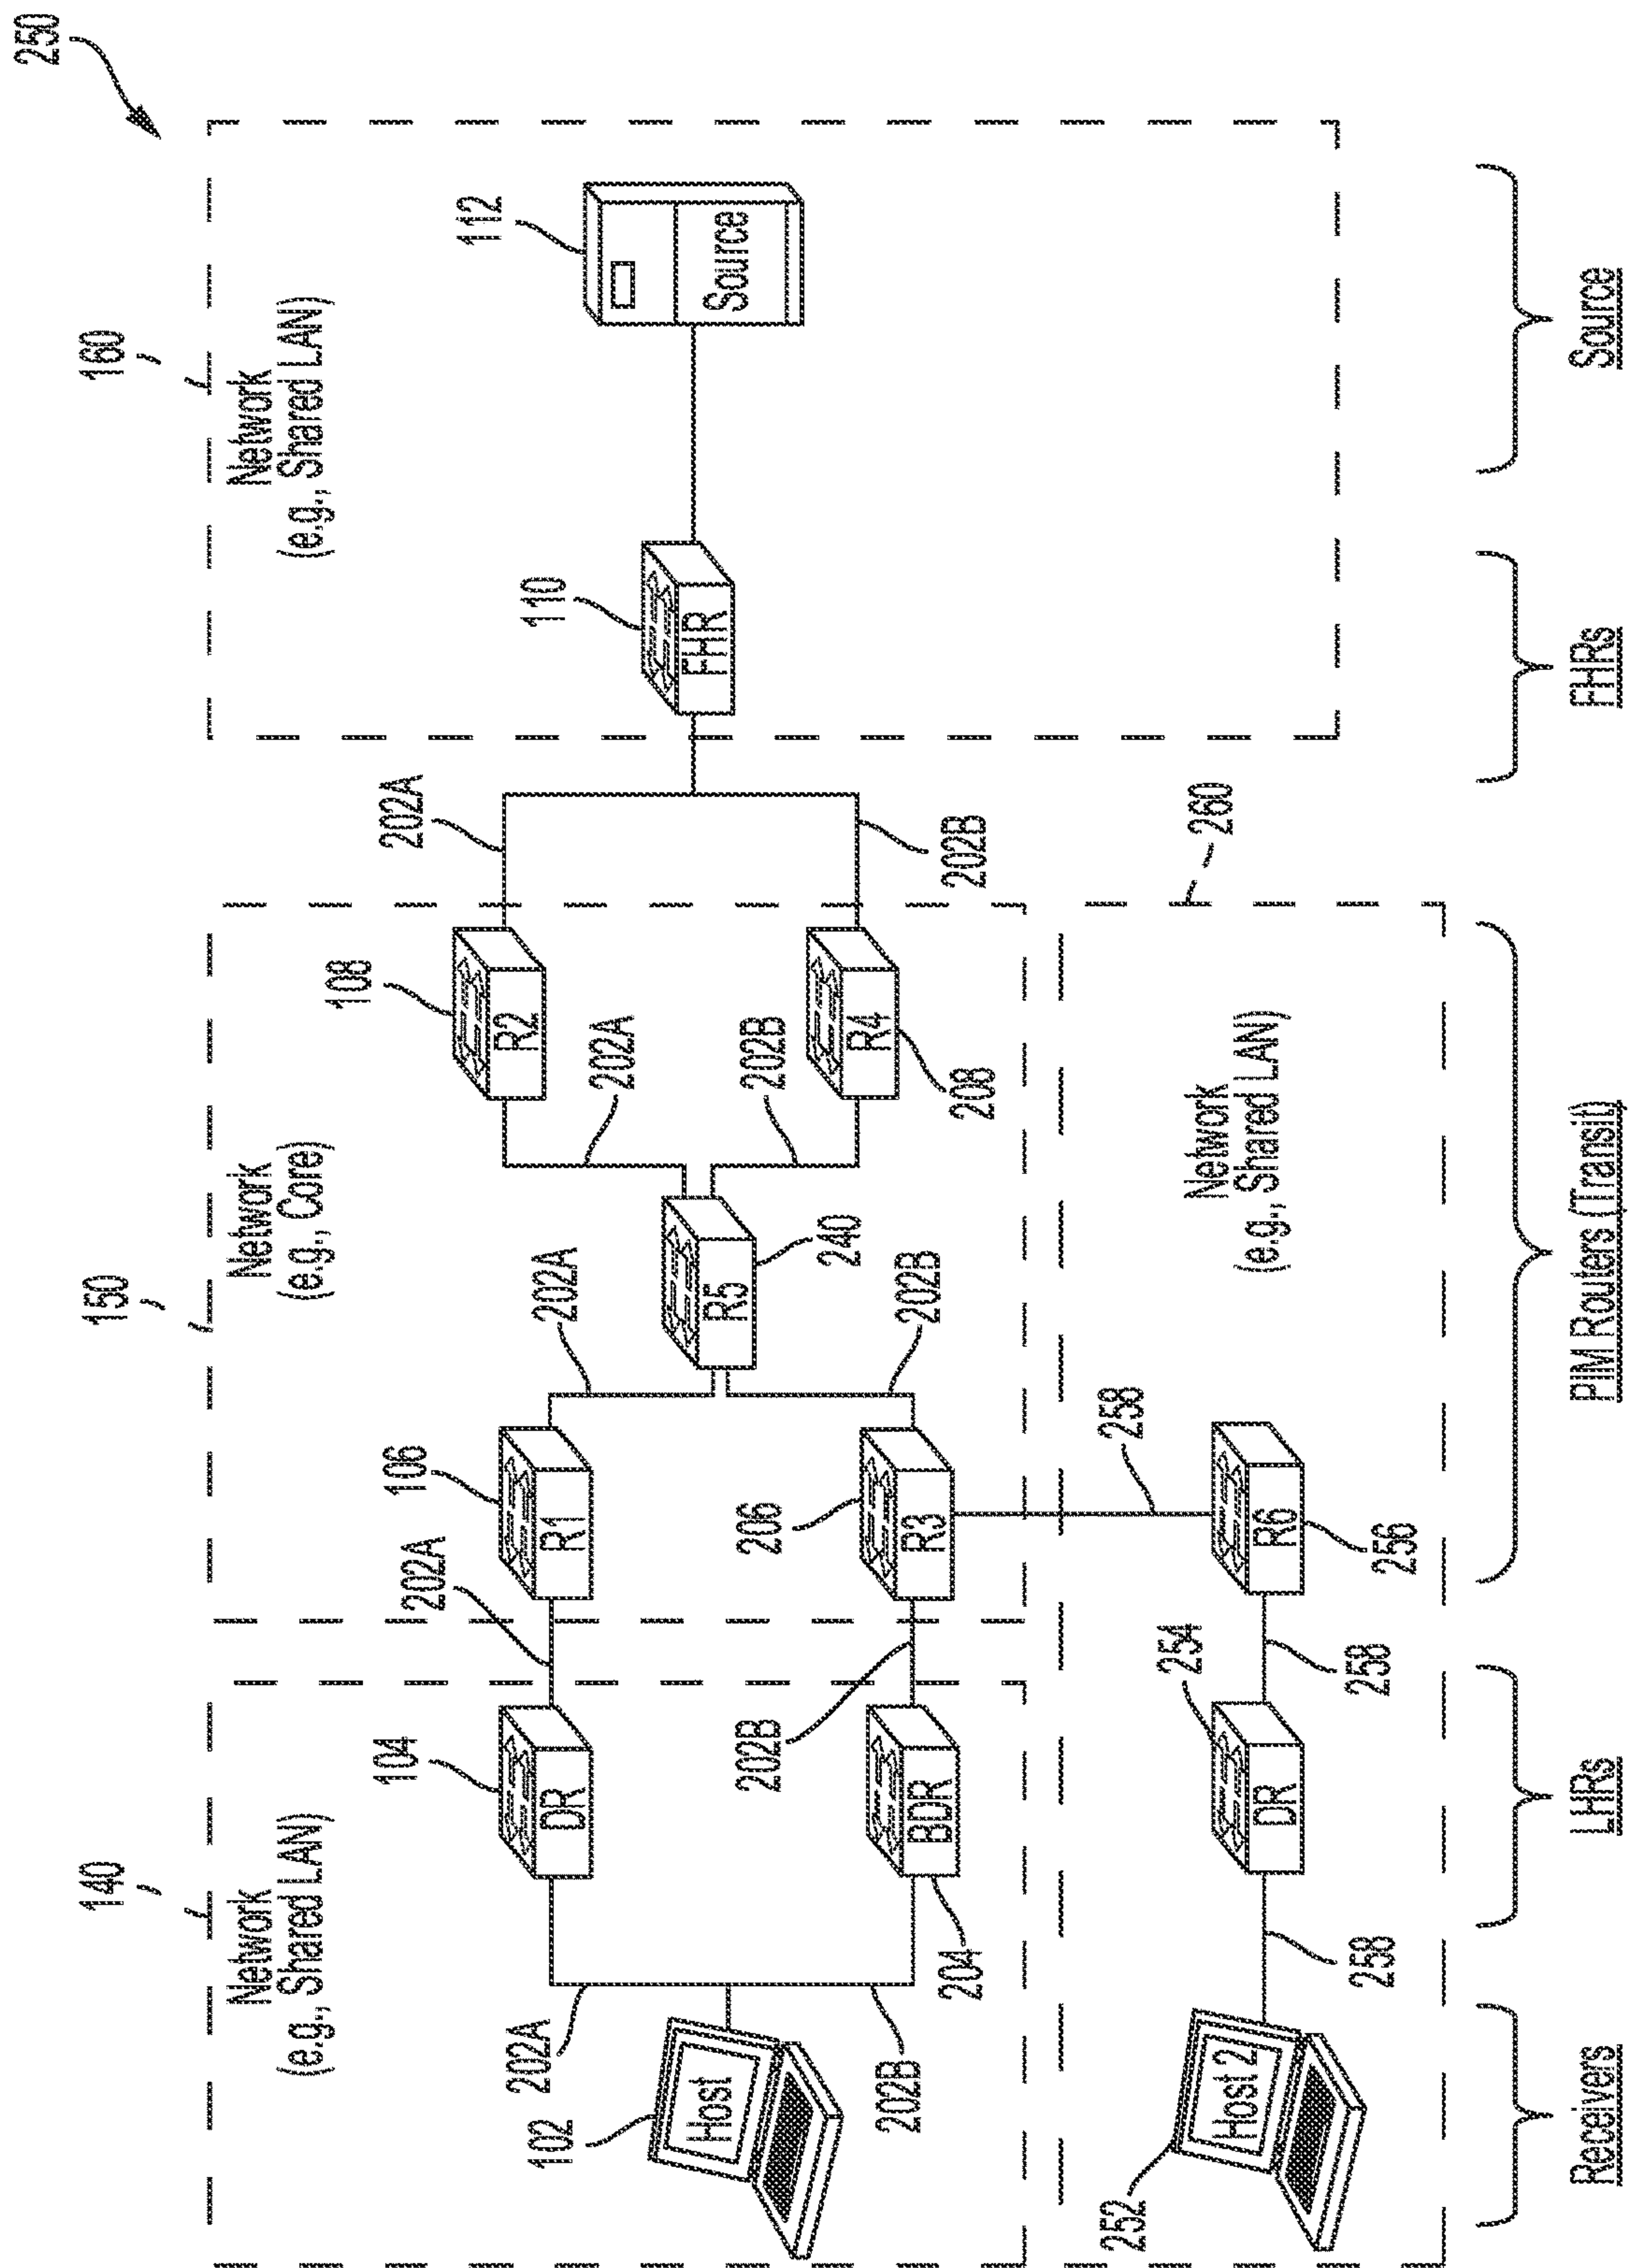 250
140
Network
(e.g., Shared LAN)
150
Network
(e.g., Core)
160
Network
(e.g., Shared LAN)
102
Host
202A
202B
104
DR
204
BDR
202A
202B
106
R1
206
R3
202A
202B
240
R5
202A
202B
108
R2
208
R4
202A
202B
110
FHR
112
Source
252
Host 2
258
254
DR
258
256
R6
258
260
Network
(e.g., Shared LAN)
Receivers
LHRs
PIM Routers (Transit)
FHRs
Source